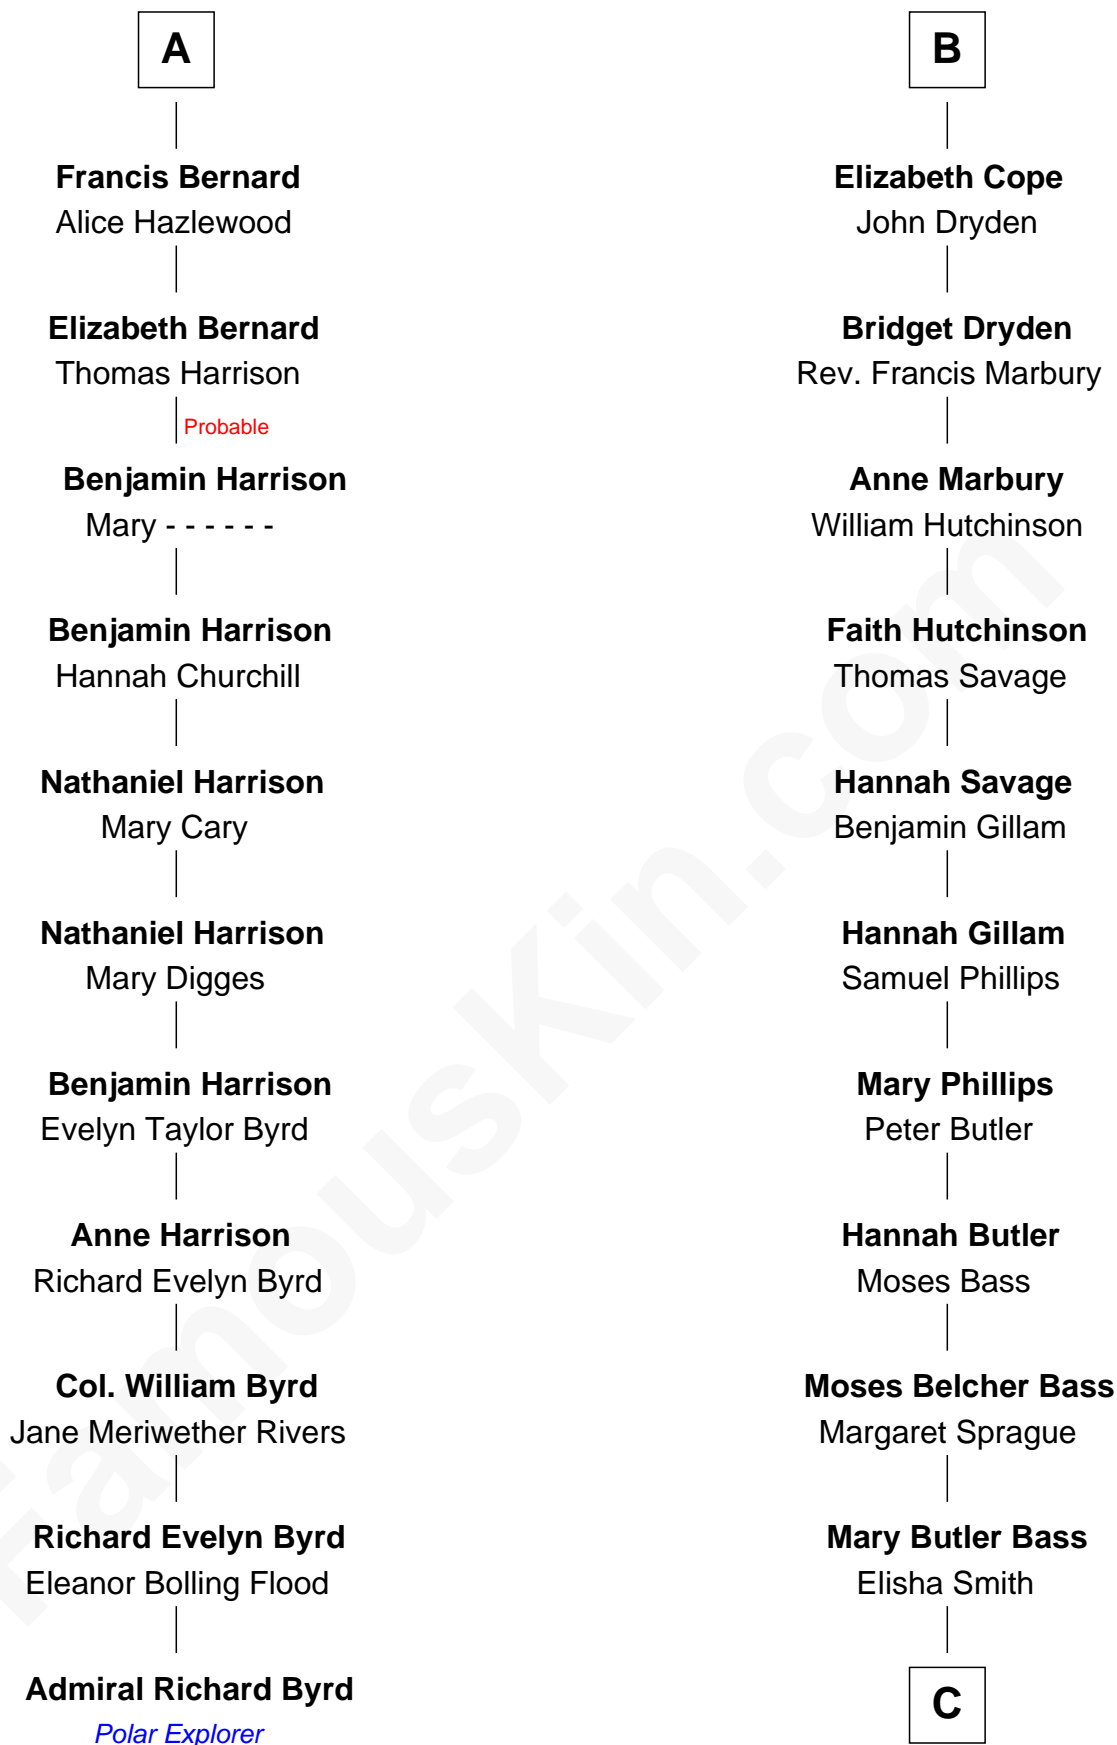 A
Francis Bernard
Alice Hazlewood
Elizabeth Bernard
Thomas Harrison
Probable
Benjamin Harrison
Mary - - - - - -
Benjamin Harrison
Hannah Churchill
Nathaniel Harrison
Mary Cary
Nathaniel Harrison
Mary Digges
Benjamin Harrison
Evelyn Taylor Byrd
Anne Harrison
Richard Evelyn Byrd
Col. William Byrd
Jane Meriwether Rivers
Richard Evelyn Byrd
Eleanor Bolling Flood
Admiral Richard Byrd
Polar Explorer
B
Elizabeth Cope
John Dryden
Bridget Dryden
Rev. Francis Marbury
Anne Marbury
William Hutchinson
Faith Hutchinson
Thomas Savage
Hannah Savage
Benjamin Gillam
Hannah Gillam
Samuel Phillips
Mary Phillips
Peter Butler
Hannah Butler
Moses Bass
Moses Belcher Bass
Margaret Sprague
Mary Butler Bass
Elisha Smith
C
FamousKin.com